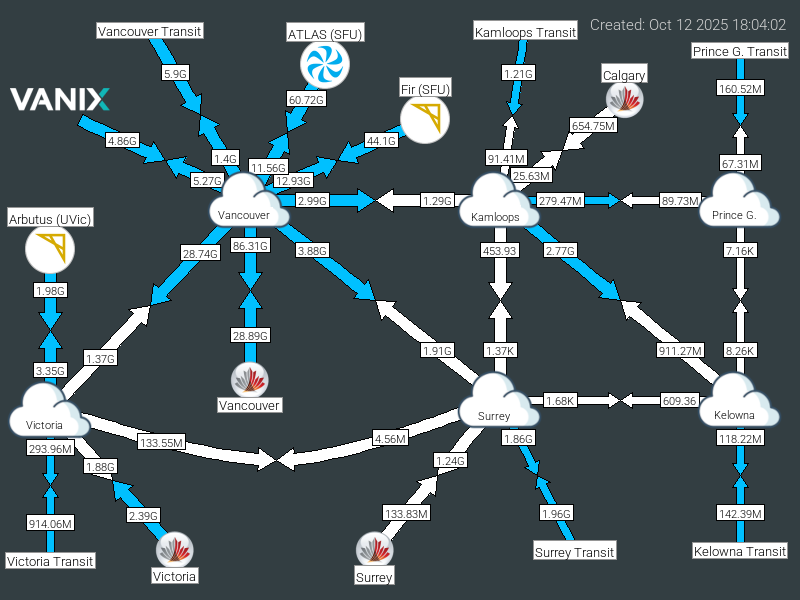 Created: Oct 12 2025 18:04:02
Vancouver Transit
ATLAS (SFU)
Kamloops Transit
Prince G. Transit
5.9G
1.21G
Calgary
160.52M
VANIX
60.72G
Fir (SFU)
654.75M
4.86G
44.1G
1.4G
91.41M
67.31M
11.56G
25.63M
5.27G
12.93G
2.99G
1.29G
279.47M
89.73M
Arbutus (UVic)
Vancouver
Kamloops
Prince G.
28.74G
86.31G
3.88G
453.93
2.77G
7.16K
1.98G
28.89G
1.37G
1.91G
1.37K
911.27M
8.26K
3.35G
Vancouver
1.68K
609.36
Victoria
Surrey
Kelowna
293.96M
133.55M
4.56M
1.86G
118.22M
1.88G
1.24G
914.06M
2.39G
133.83M
1.96G
142.39M
Victoria Transit
Victoria
Surrey
Surrey Transit
Kelowna Transit